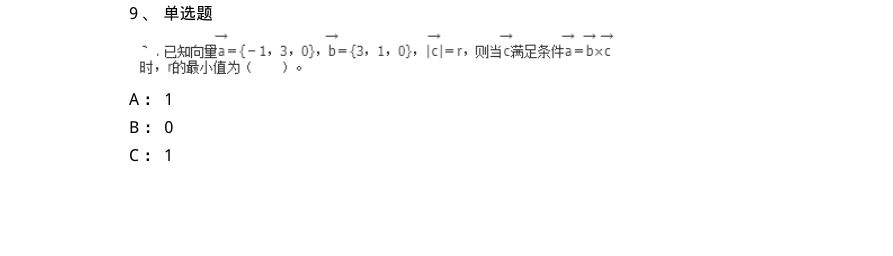 9、 单选题
` . 已知向量a={-1，3，0}，b={3，1，0}，|c|=r，则当c满足条件a=b×c
时，r的最小值为（ ）。
A： 1
B： 0
C： 1